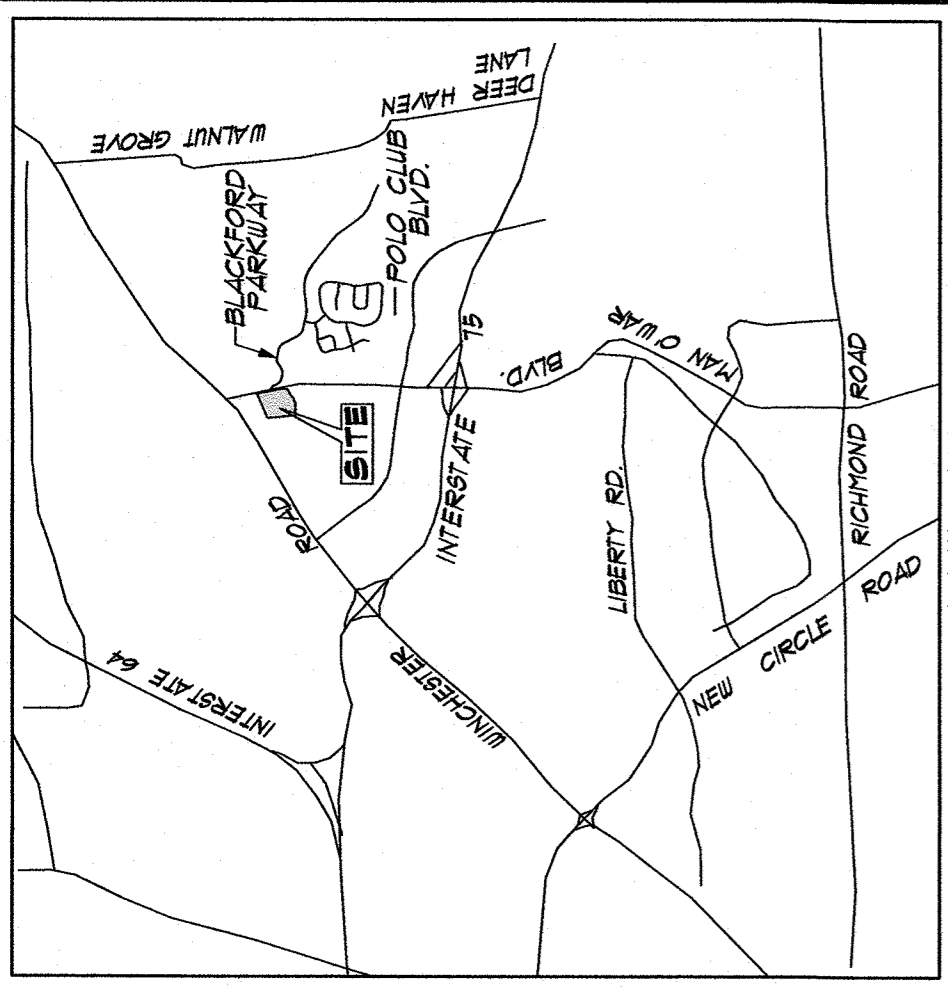 WALNUT GROVE
DEER HAVEN
LANE
BLACKFORD
PARKWAY
POLO CLUB
BLVD.
SITE
ROAD
INTERSTATE
75
BLVD.
MAN O'WAR
INTERSTATE 64
WINCHESTER
LIBERTY RD.
NEW CIRCLE ROAD
RICHMOND ROAD